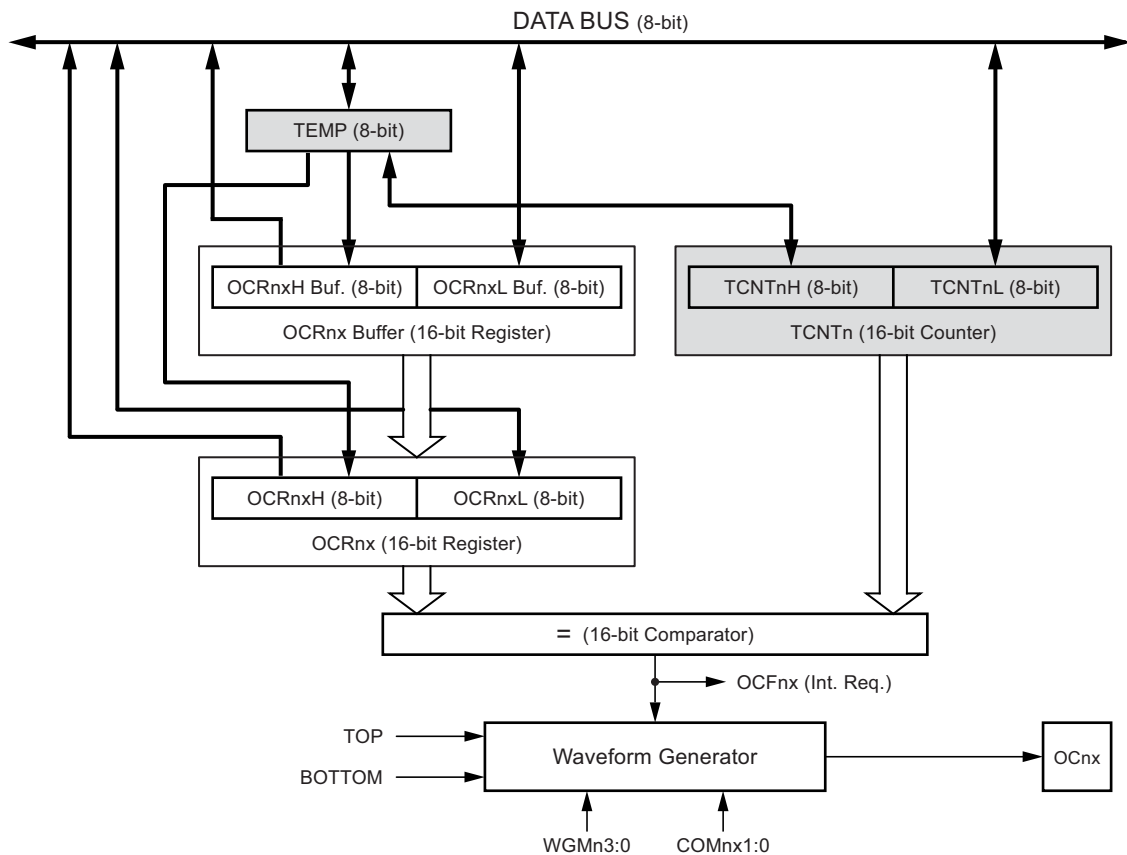 DATA BUS (8-bit)
TEMP (8-bit)
OCRnxH Buf. (8-bit)
OCRnxL Buf. (8-bit)
OCRnx Buffer (16-bit Register)
TCNTnH (8-bit)
TCNTnL (8-bit)
TCNTn (16-bit Counter)
OCRnxH (8-bit)
OCRnxL (8-bit)
OCRnx (16-bit Register)
= (16-bit Comparator)
OCFnx (Int. Req.)
TOP
BOTTOM
Waveform Generator
OCnx
WGMn3:0
COMnx1:0